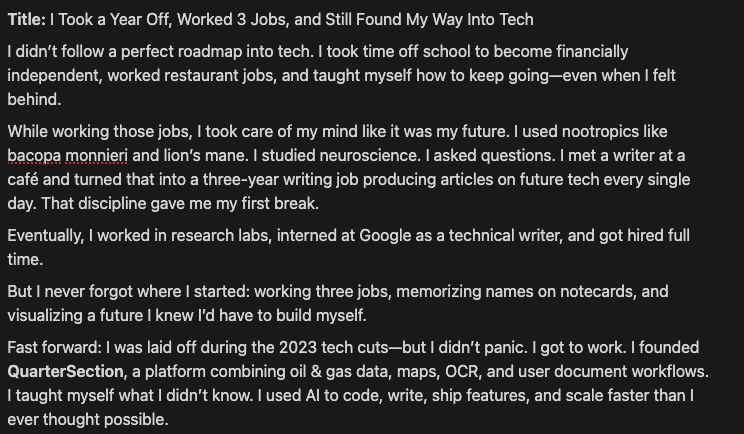 Title: I Took a Year Off, Worked 3 Jobs, and Still Found My Way Into Tech
I didn’t follow a perfect roadmap into tech. I took time off school to become financially
independent, worked restaurant jobs, and taught myself how to keep going—even when I felt
behind.
While working those jobs, I took care of my mind like it was my future. I used nootropics like
bacopa monnieri and lion’s mane. I studied neuroscience. I asked questions. I met a writer at a
café and turned that into a three-year writing job producing articles on future tech every single
day. That discipline gave me my first break.
Eventually, I worked in research labs, interned at Google as a technical writer, and got hired full
time.
But I never forgot where I started: working three jobs, memorizing names on notecards, and
visualizing a future I knew I’d have to build myself.
Fast forward: I was laid off during the 2023 tech cuts—but I didn’t panic. I got to work. I founded
QuarterSection, a platform combining oil & gas data, maps, OCR, and user document workflows.
I taught myself what I didn’t know. I used AI to code, write, ship features, and scale faster than I
ever thought possible.